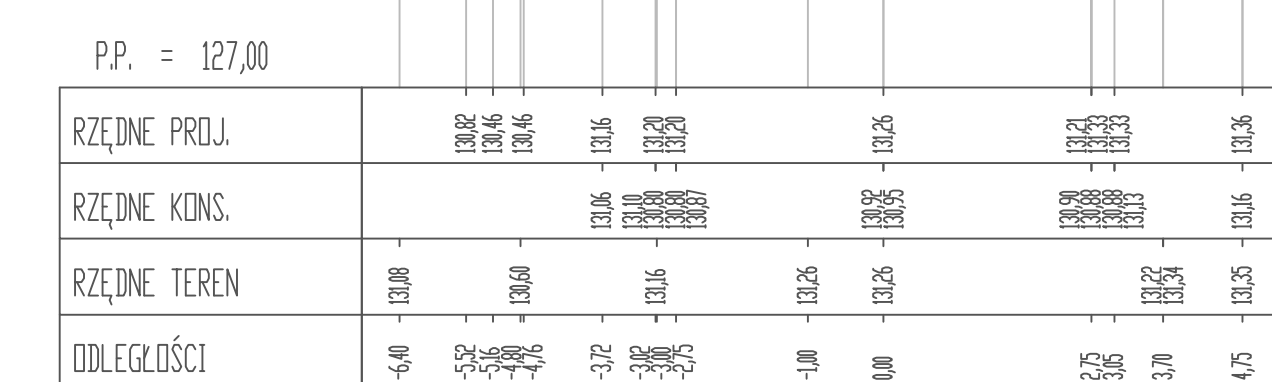 P.P. = 127,00
RZĘDNE PROJ. 130,82 130,46 130,46 131,16 131,20 131,20 131,26 131,21 131,33 131,33 131,36
RZĘDNE KONS. 131,06 131,10 130,80 130,80 130,87 130,92 130,95 130,90 130,88 130,88 131,13 131,16
RZĘDNE TEREN 131,08 130,60 131,16 131,26 131,26 131,22 131,34 131,35
ODLEGŁOŚCI -6,40 -5,52 -5,16 -4,80 -4,76 -3,72 -3,02 -3,00 -2,75 -1,00 0,00 2,75 3,05 3,70 4,75